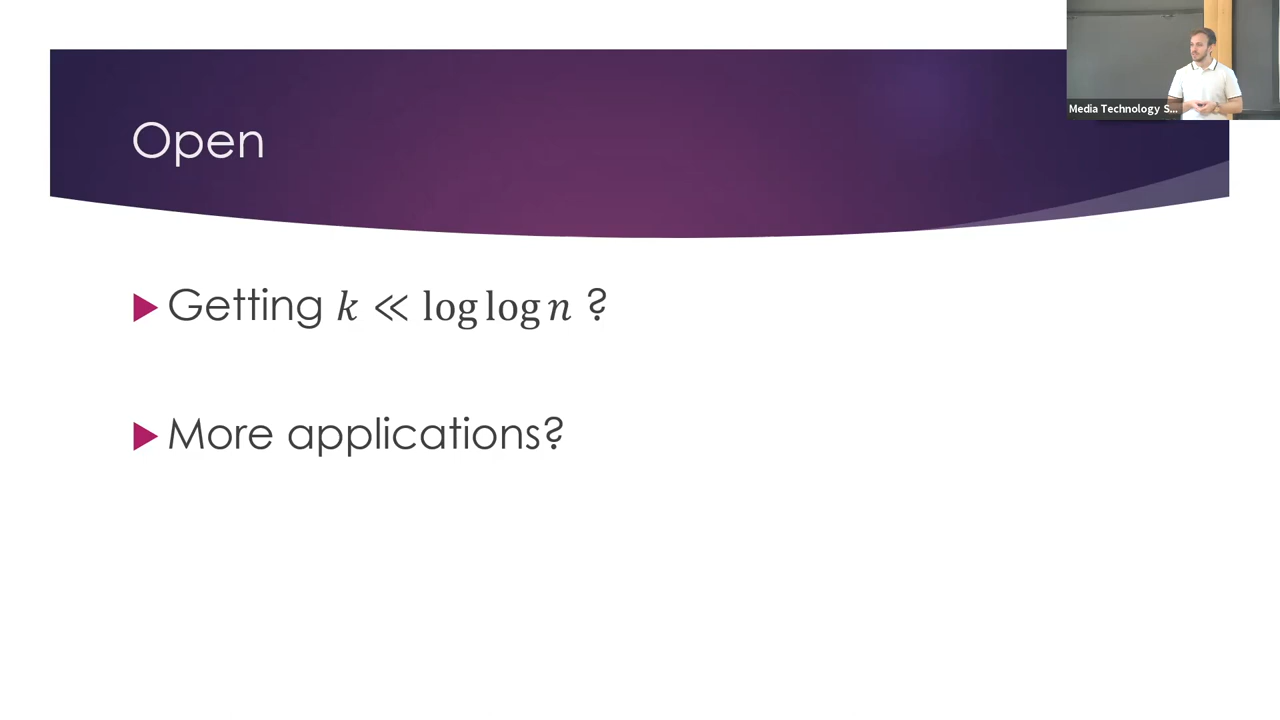 Open
Media Technology S...
Getting k ≪ log log n ?
More applications?